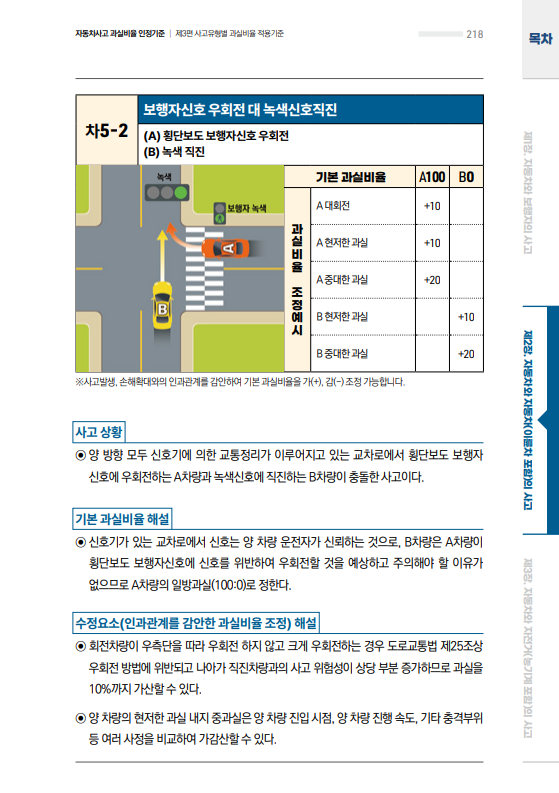 자동차사고 과실비율 인정기준 | 제3편 사고유형별 과실비율 적용기준
218
목차
차5-2
보행자신호 우회전 대 녹색신호직진
(A) 횡단보도 보행자신호 우회전
(B) 녹색 직진
녹색
보행자 녹색
A
B
기본 과실비율 A100 B0
과실비율 조정예시
A 대회전 +10
A 현저한 과실 +10
A 중대한 과실 +20
B 현저한 과실 +10
B 중대한 과실 +20
※사고발생, 손해확대와의 인과관계를 감안하여 기본 과실비율을 가(+), 감(-) 조정 가능합니다.
사고 상황
◉ 양 방향 모두 신호기에 의한 교통정리가 이루어지고 있는 교차로에서 횡단보도 보행자
신호에 우회전하는 A차량과 녹색신호에 직진하는 B차량이 충돌한 사고이다.
기본 과실비율 해설
◉ 신호기가 있는 교차로에서 신호는 양 차량 운전자가 신뢰하는 것으로, B차량은 A차량이
횡단보도 보행자신호에 신호를 위반하여 우회전할 것을 예상하고 주의해야 할 이유가
없으므로 A차량의 일방과실(100:0)로 정한다.
수정요소(인과관계를 감안한 과실비율 조정) 해설
◉ 회전차량이 우측단을 따라 우회전 하지 않고 크게 우회전하는 경우 도로교통법 제25조상
우회전 방법에 위반되고 나아가 직진차량과의 사고 위험성이 상당 부분 증가하므로 과실을
10%까지 가산할 수 있다.
◉ 양 차량의 현저한 과실 내지 중과실은 양 차량 진입 시점, 양 차량 진행 속도, 기타 충격부위
등 여러 사정을 비교하여 가감산할 수 있다.
제1장. 자동차와 보행자의 사고
제2장. 자동차와 자동차(이륜차 포함)의 사고
제3장. 자동차와 자전거(농기계 포함)의 사고